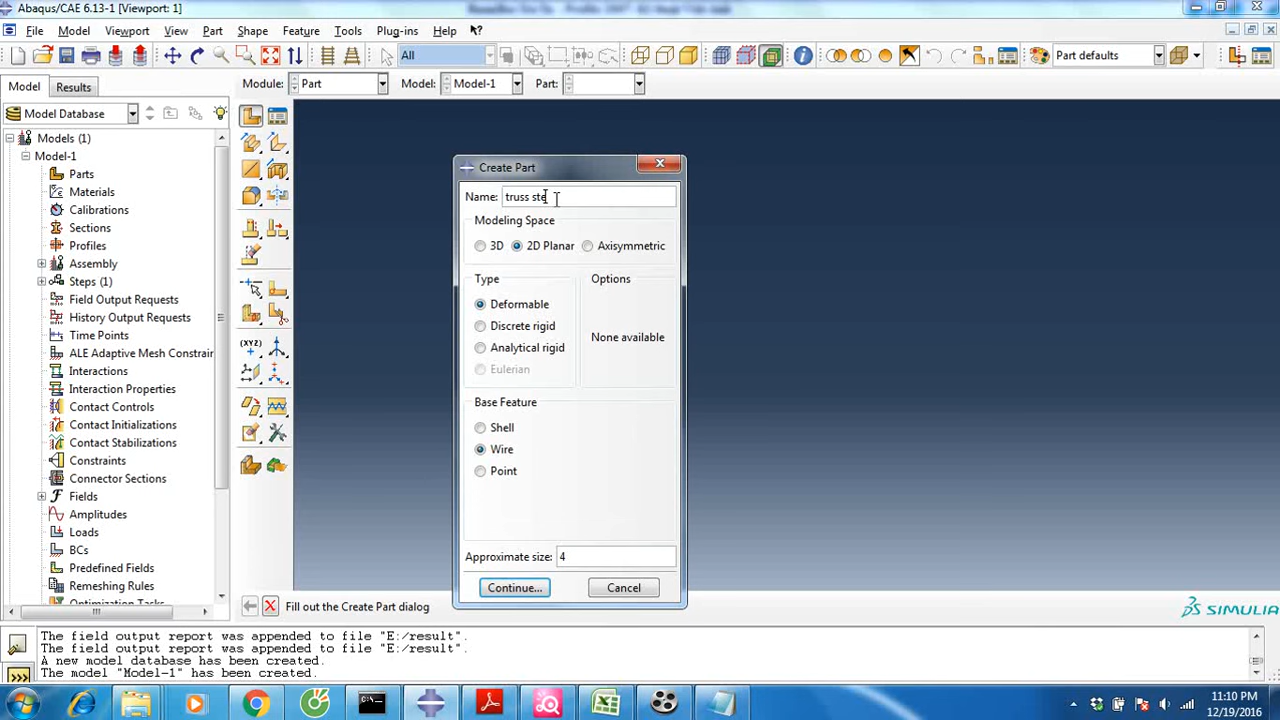 Abaqus/CAE 6.13-1 [Viewport: 1]
File Model Viewport View Part Shape Feature Tools Plug-ins Help
All
Part defaults
Model Results
Module: Part Model: Model-1 Part:
Model Database
Models (1)
Model-1
Parts
Materials
Calibrations
Sections
Profiles
Assembly
Steps (1)
Field Output Requests
History Output Requests
Time Points
ALE Adaptive Mesh Constrair
Interactions
Interaction Properties
Contact Controls
Contact Initializations
Contact Stabilizations
Constraints
Connector Sections
Fields
Amplitudes
Loads
BCs
Predefined Fields
Remeshing Rules
Optimization Tasks
(XYZ)
Create Part
Name: truss ste
Modeling Space
3D 2D Planar Axisymmetric
Type
Deformable
Discrete rigid
Analytical rigid
Eulerian
Options
None available
Base Feature
Shell
Wire
Point
Approximate size: 4
Continue... Cancel
Fill out the Create Part dialog
SIMULIA
The field output report was appended to file "E:/result".
The field output report was appended to file "E:/result".
A new model database has been created.
The model "Model-1" has been created.
>>>
11:10 PM
12/19/2016